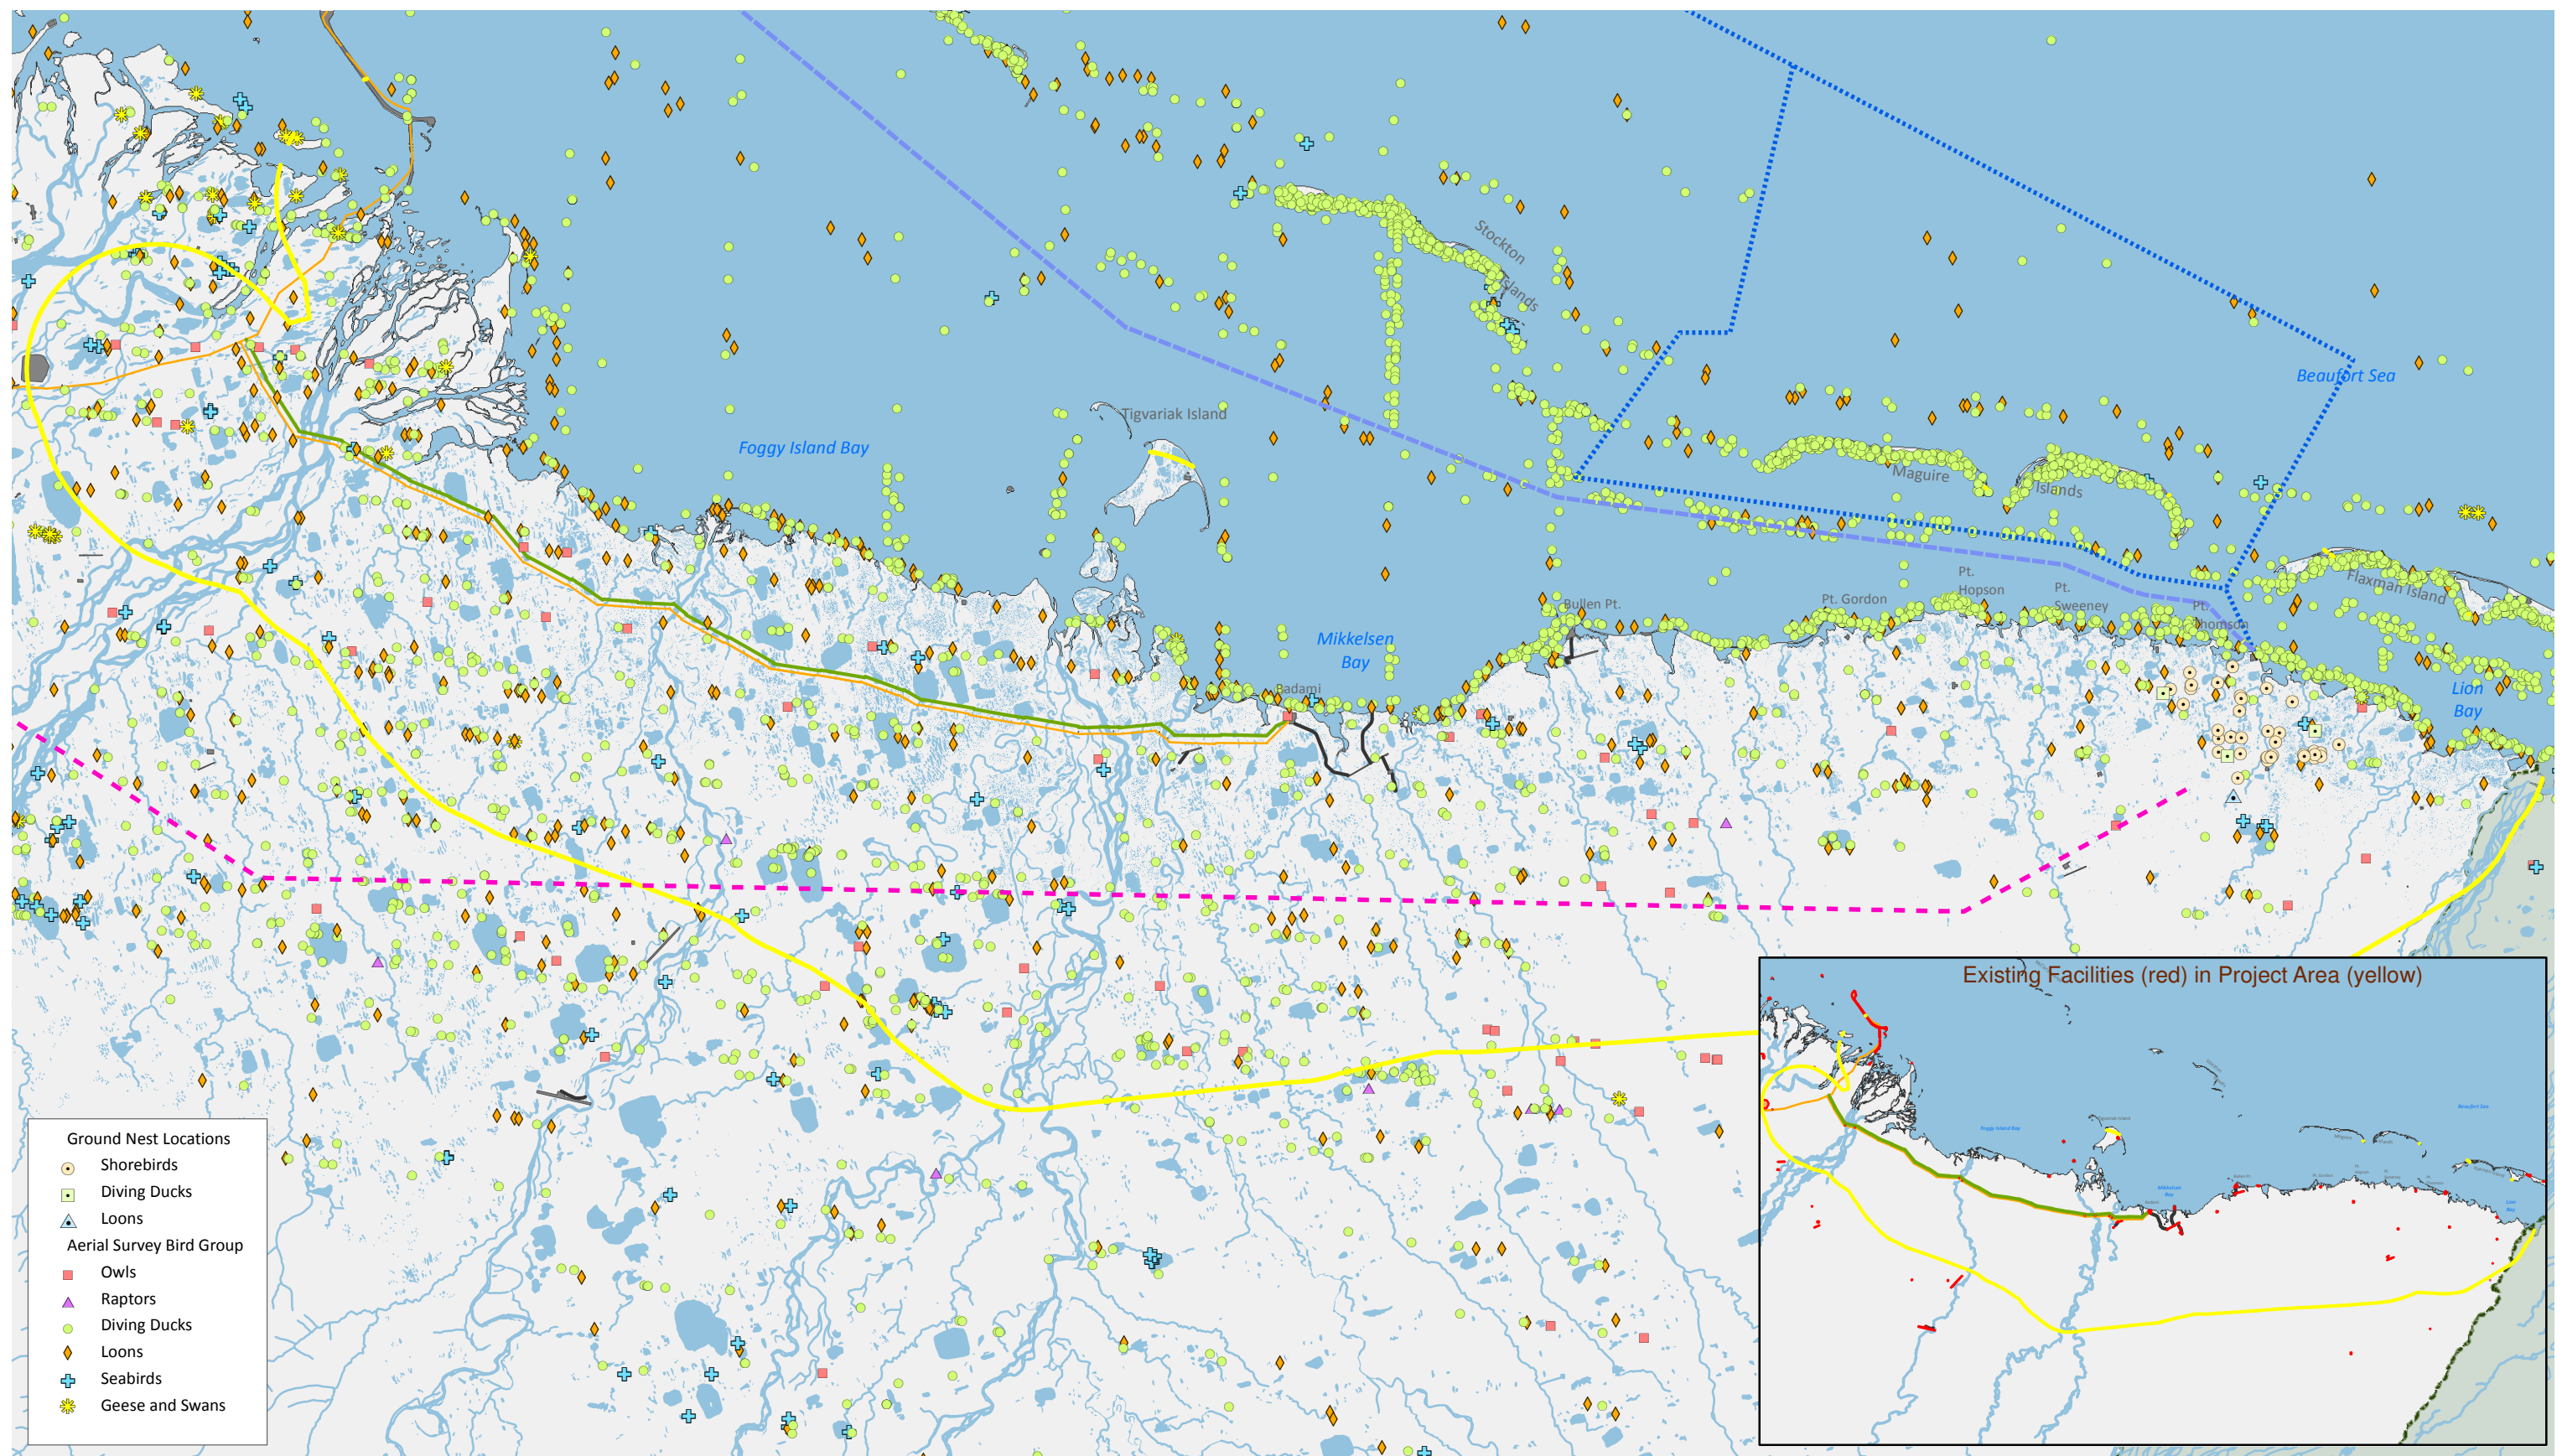 Stockton
Islands
Beaufort Sea
Tigvariak Island
Foggy Island Bay
Maguire
Islands
Flaxman Island
Pt.
Hopson
Pt.
Sweeney
Pt. Gordon
Bullen Pt.
Pt.
Thomson
Mikkelsen
Bay
Badami
Lion
Bay
Existing Facilities (red) in Project Area (yellow)
Ground Nest Locations
Shorebirds
Diving Ducks
Loons
Aerial Survey Bird Group
Owls
Raptors
Diving Ducks
Loons
Seabirds
Geese and Swans